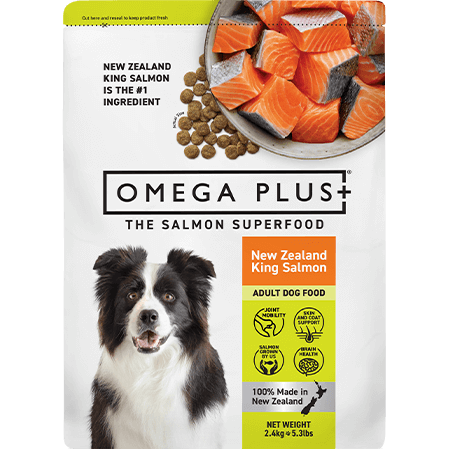 Cut here and reseal to keep product fresh
NEW ZEALAND
KING SALMON
IS THE #1
INGREDIENT
OMEGA PLUS+®
THE SALMON SUPERFOOD
New Zealand
King Salmon
ADULT DOG FOOD
JOINT
MOBILITY
SKIN
AND COAT
SUPPORT
SALMON
GROWN
BY US
BRAIN
HEALTH
100% Made in
New Zealand
NET WEIGHT
2.4kg • 5.3lbs